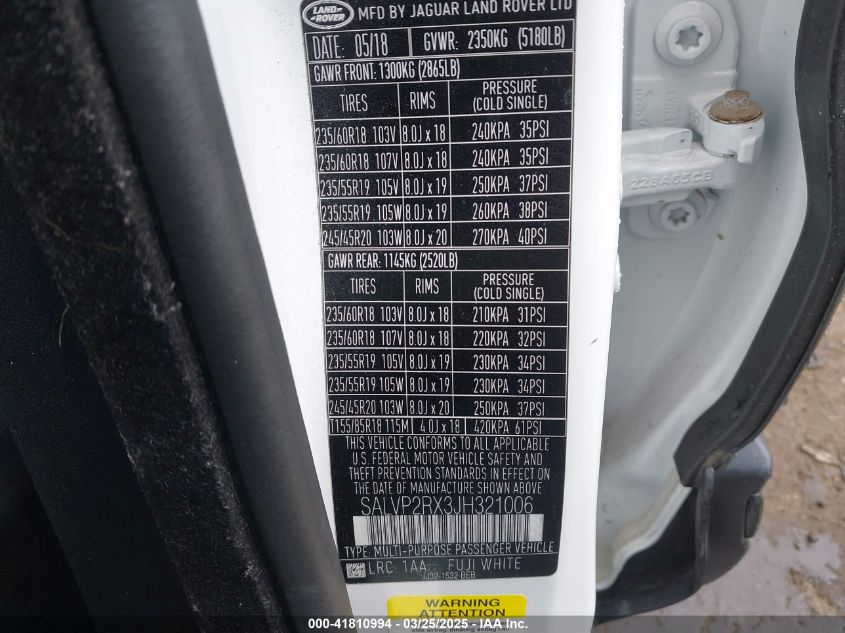 LAND ROVER MFD BY JAGUAR LAND ROVER LTD
DATE: 05/18 GVWR: 2350KG (5180LB)
GAWR FRONT: 1300KG (2865LB)
TIRES RIMS PRESSURE (COLD SINGLE)
235/60R18 103V 8.0J x 18 240KPA 35PSI
235/60R18 107V 8.0J x 18 240KPA 35PSI
235/55R19 105V 8.0J x 19 250KPA 37PSI
235/55R19 105W 8.0J x 19 260KPA 38PSI
245/45R20 103W 8.0J x 20 270KPA 40PSI
GAWR REAR: 1145KG (2520LB)
TIRES RIMS PRESSURE (COLD SINGLE)
235/60R18 103V 8.0J x 18 210KPA 31PSI
235/60R18 107V 8.0J x 18 220KPA 32PSI
235/55R19 105V 8.0J x 19 230KPA 34PSI
235/55R19 105W 8.0J x 19 230KPA 34PSI
245/45R20 103W 8.0J x 20 250KPA 37PSI
T155/85R18 115M 4.0J x 18 420KPA 61PSI
THIS VEHICLE CONFORMS TO ALL APPLICABLE
U.S. FEDERAL MOTOR VEHICLE SAFETY AND
THEFT PREVENTION STANDARDS IN EFFECT ON
THE DATE OF MANUFACTURE SHOWN ABOVE
SALVP2RX3JH321006
TYPE: MULTI-PURPOSE PASSENGER VEHICLE
LRC: 1AA FUJI WHITE
JJ32-1532-BEB
228A05CB
WARNING
ATTENTION
000-41810994 - 03/25/2025 - IAA Inc.